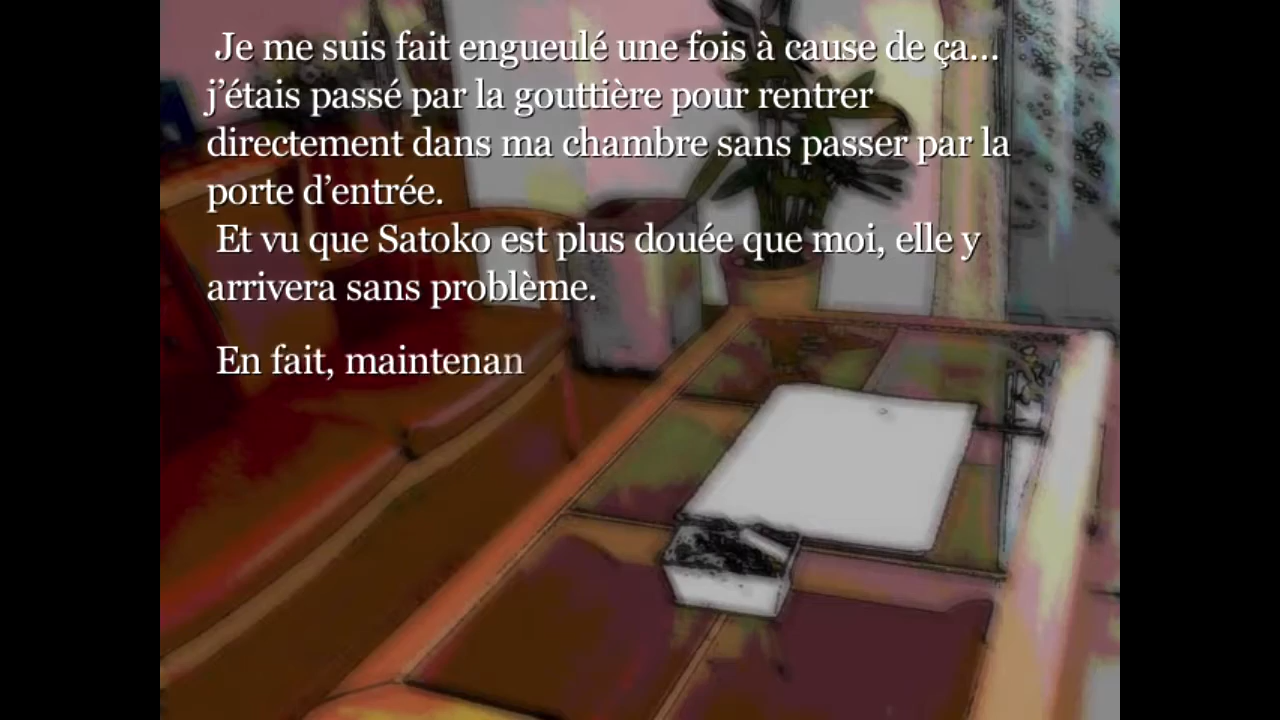 Je me suis fait engueulé une fois à cause de ça...
j’étais passé par la gouttière pour rentrer
directement dans ma chambre sans passer par la
porte d’entrée.
Et vu que Satoko est plus douée que moi, elle y
arrivera sans problème.
En fait, maintenan